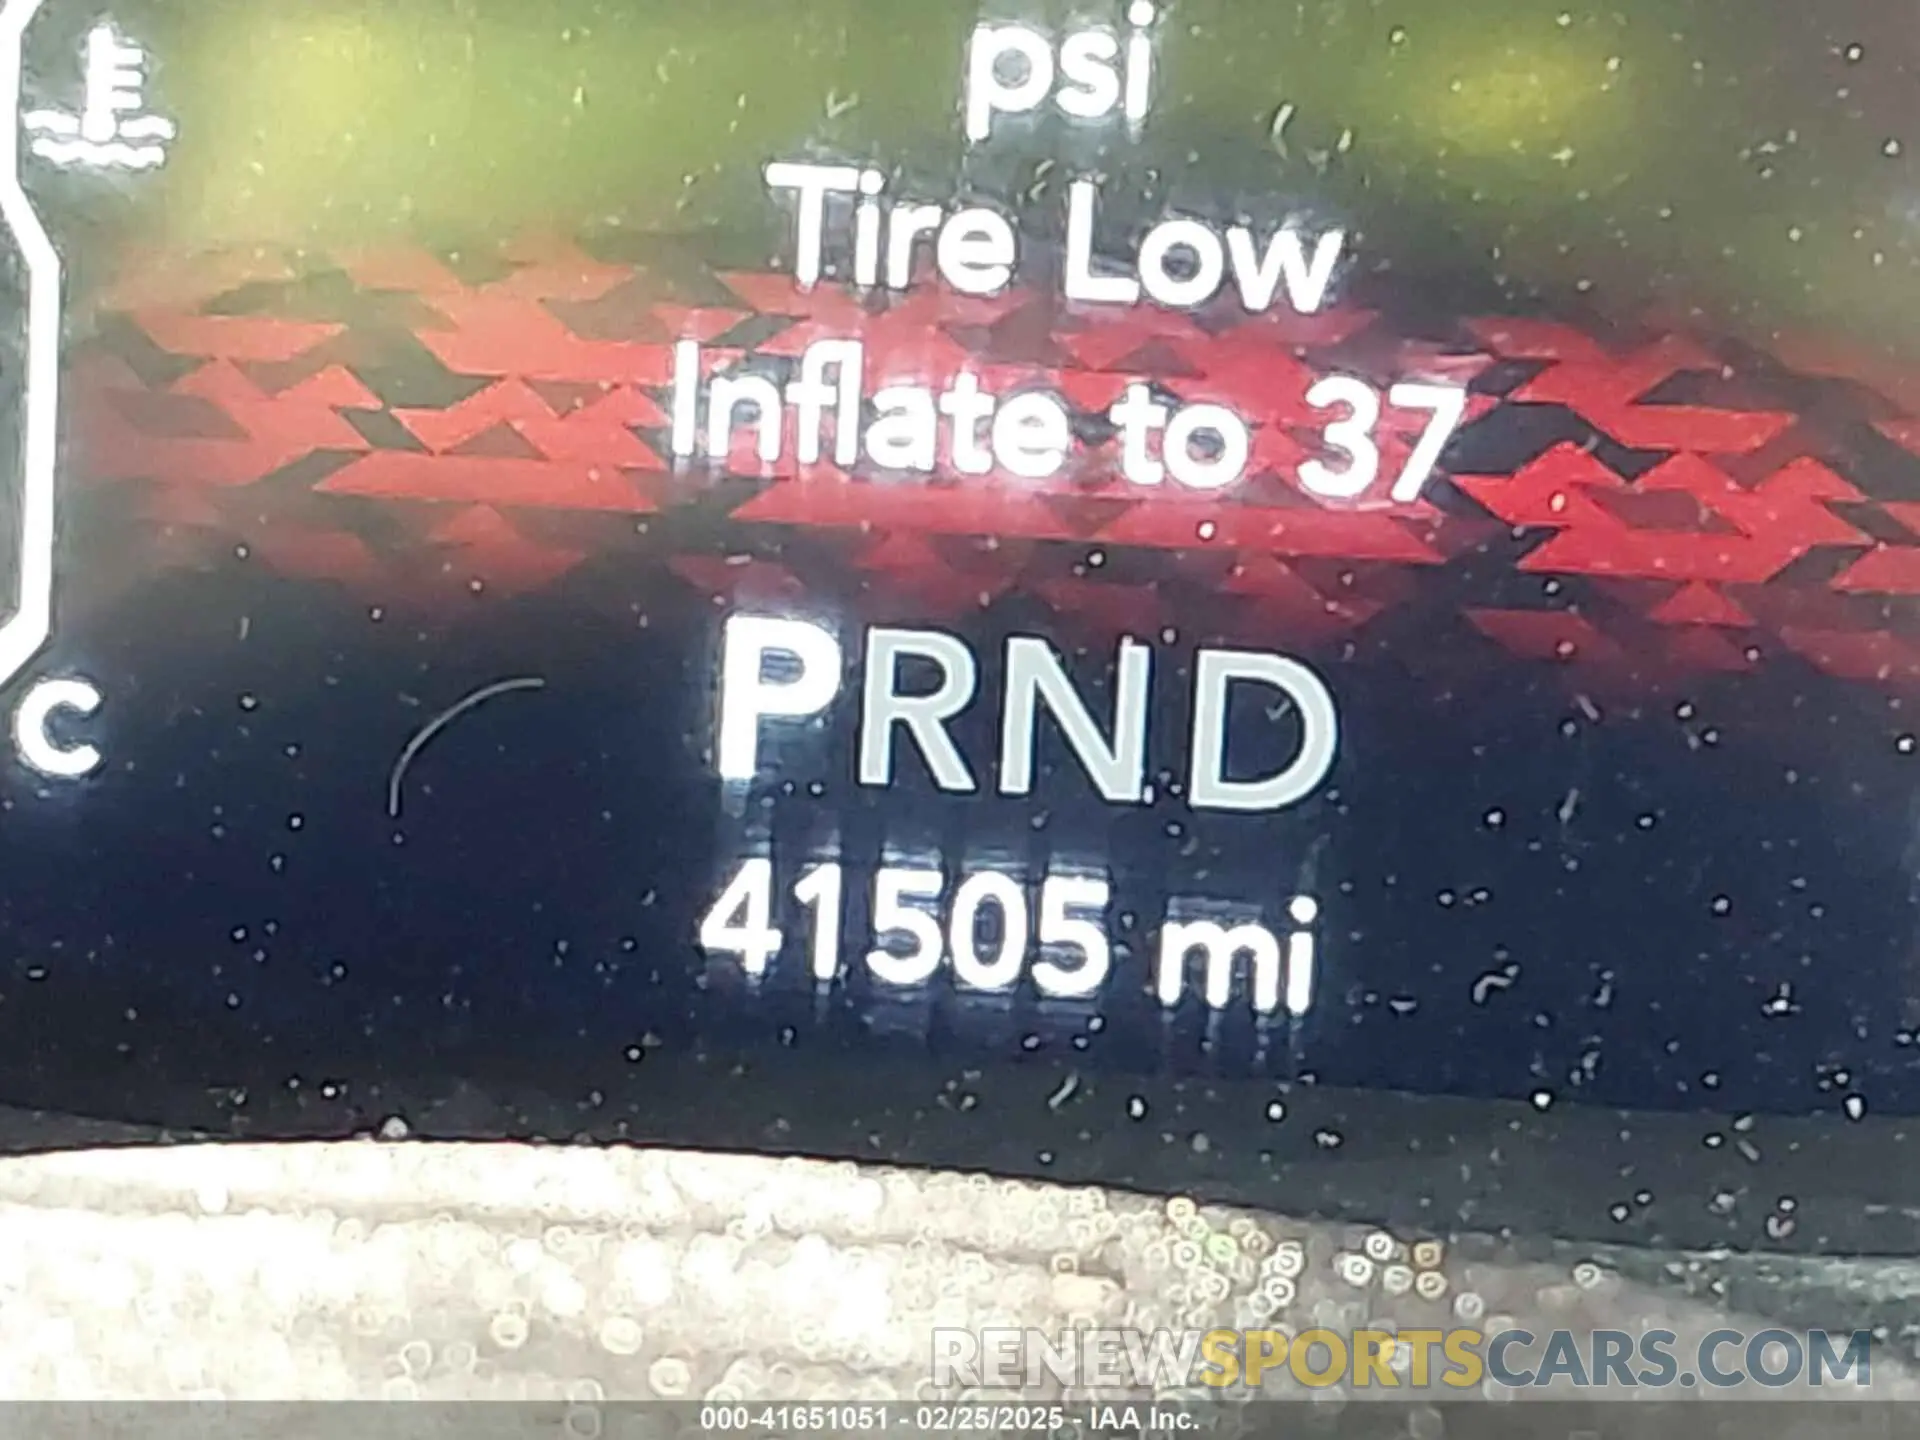 psi
Tire Low
Inflate to 37
PRND
C
41505 mi
RENEWSPORTSCARS.COM
000-41651051 - 02/25/2025 - IAA Inc.